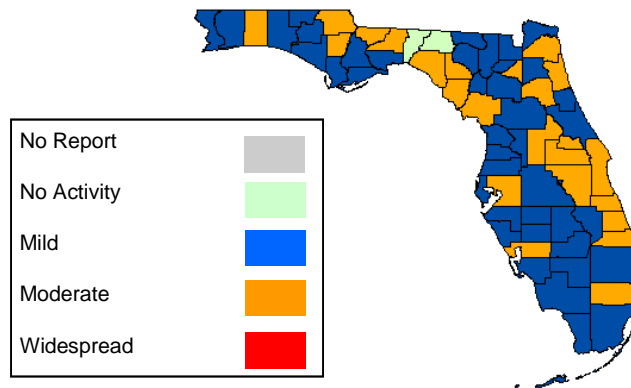 No Report
No Activity
Mild
Moderate
Widespread